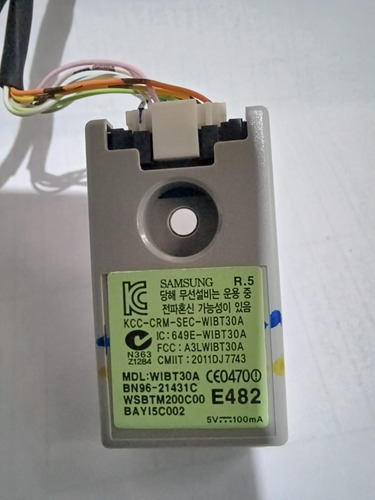 SAMSUNG R.5
당해 무선설비는 운용 중
전파혼신 가능성이 있음
KCC-CRM-SEC-WIBT30A
IC:649E-WIBT30A
FCC: A3LWIBT30A
N363
Z1284
CMIIT:2011DJ7743
MDL:WIBT30A CE0470
BN96-21431C
WSBTM200C00 E482
BAYI5C002
5V⎓100mA